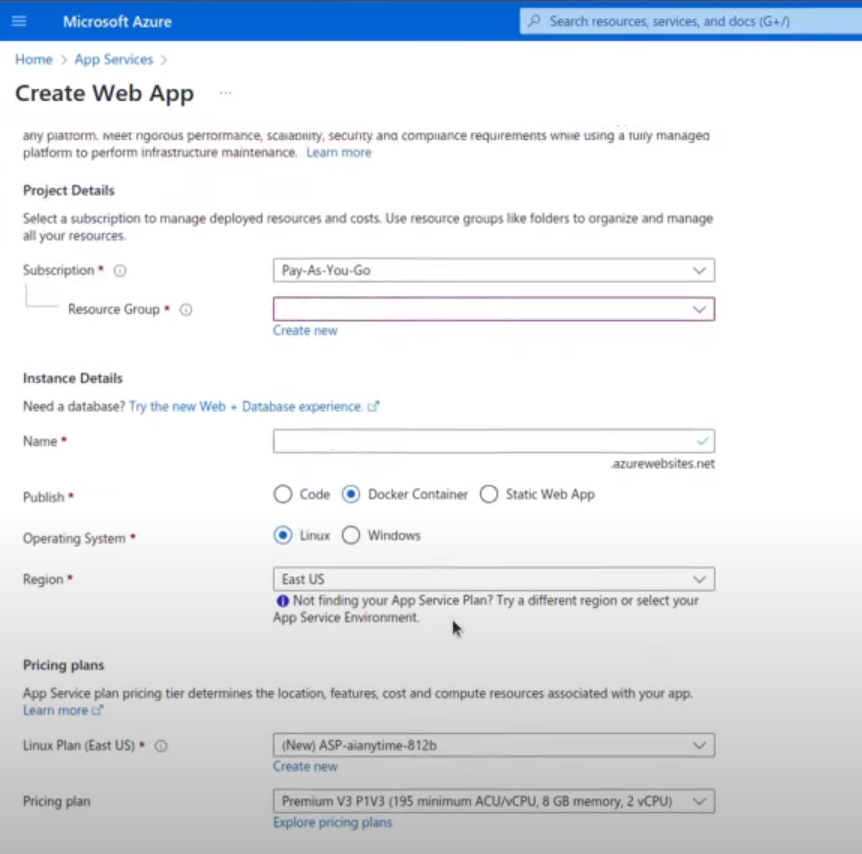 Microsoft Azure
Search resources, services, and docs (G+/)
Home > App Services >
Create Web App ...
any platform. Meet rigorous performance, scalability, security and compliance requirements while using a fully managed
platform to perform infrastructure maintenance. Learn more
Project Details
Select a subscription to manage deployed resources and costs. Use resource groups like folders to organize and manage
all your resources.
Subscription *
Pay-As-You-Go
Resource Group *
Create new
Instance Details
Need a database? Try the new Web + Database experience.
Name *
.azurewebsites.net
Publish *
Code Docker Container Static Web App
Operating System *
Linux Windows
Region *
East US
Not finding your App Service Plan? Try a different region or select your
App Service Environment.
Pricing plans
App Service plan pricing tier determines the location, features, cost and compute resources associated with your app.
Learn more
Linux Plan (East US) *
(New) ASP-aianytime-812b
Create new
Pricing plan
Premium V3 P1V3 (195 minimum ACU/vCPU, 8 GB memory, 2 vCPU)
Explore pricing plans